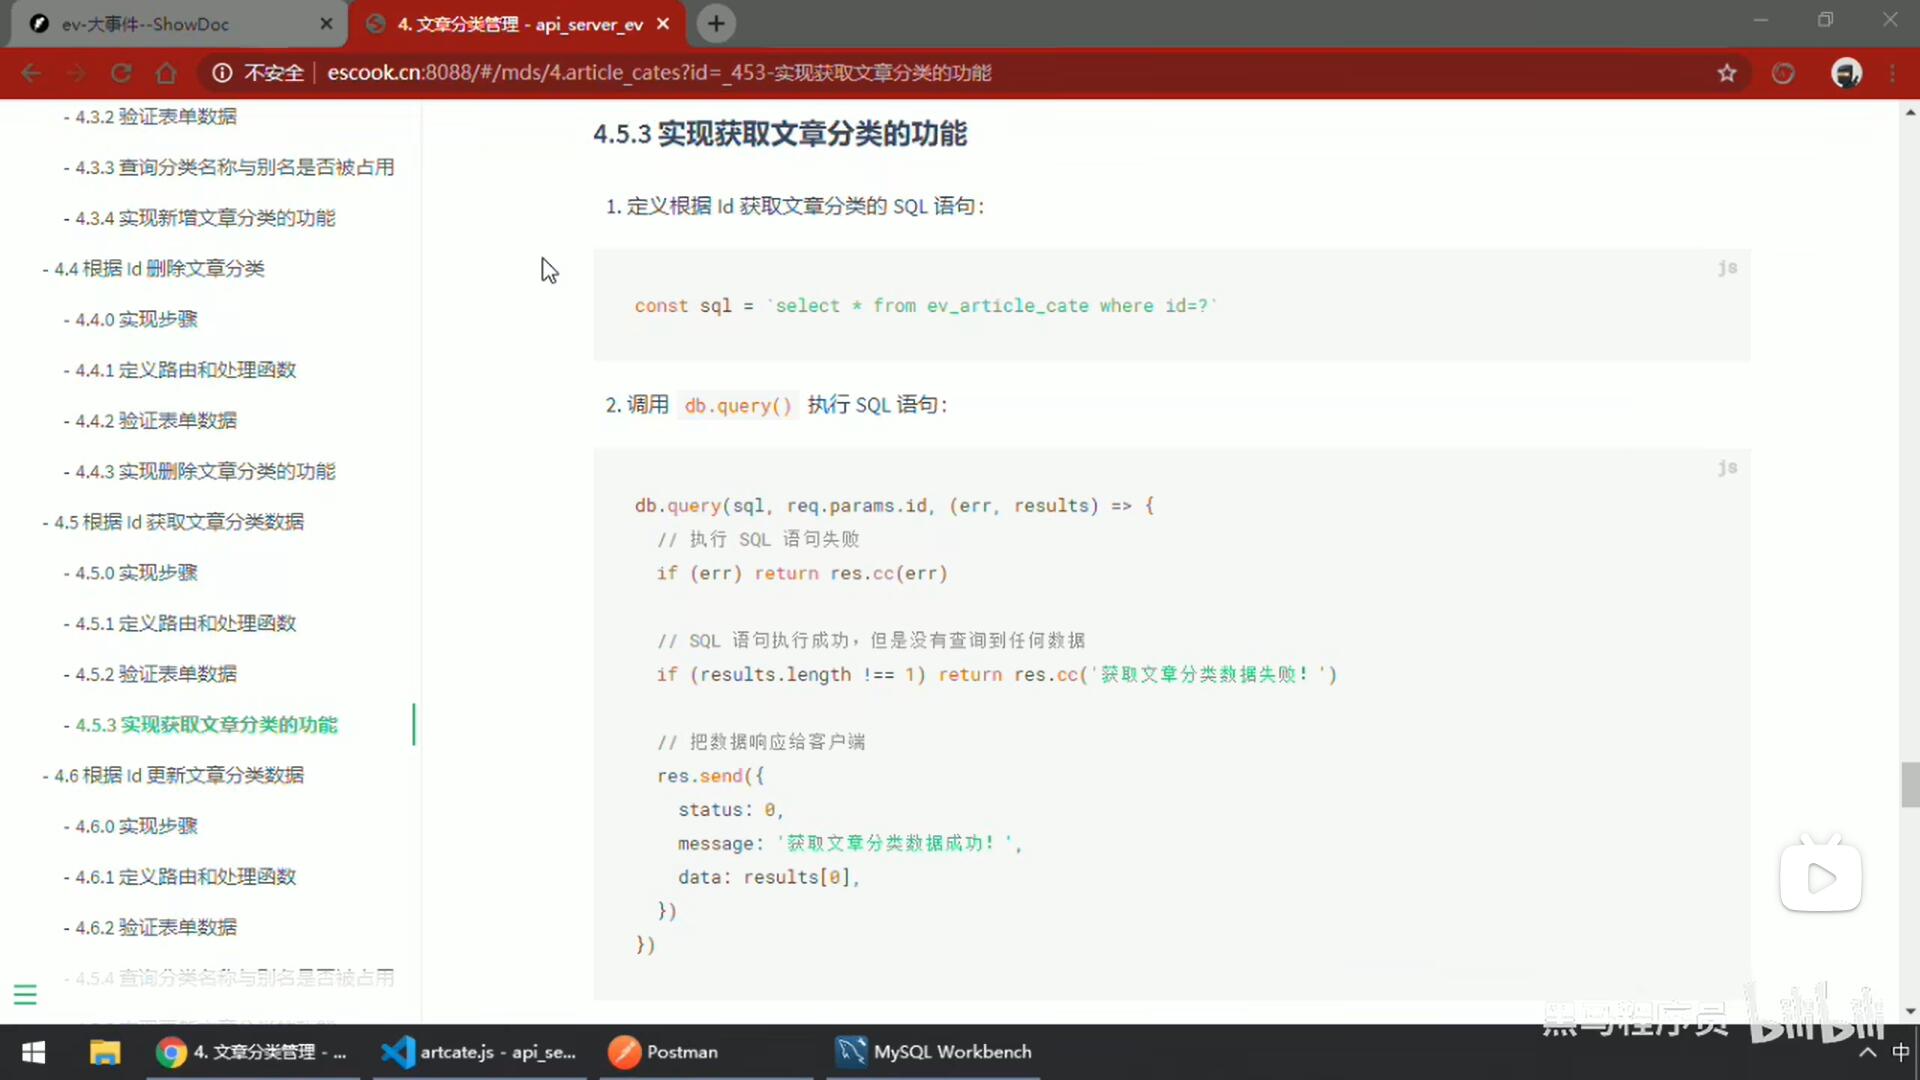 ev-大事件--ShowDoc
4. 文章分类管理 - api_server_ev
不安全
escook.cn:8088/#/mds/4.article_cates?id=_453-实现获取文章分类的功能
- 4.3.2 验证表单数据
- 4.3.3 查询分类名称与别名是否被占用
- 4.3.4 实现新增文章分类的功能
- 4.4 根据 Id 删除文章分类
- 4.4.0 实现步骤
- 4.4.1 定义路由和处理函数
- 4.4.2 验证表单数据
- 4.4.3 实现删除文章分类的功能
- 4.5 根据 Id 获取文章分类数据
- 4.5.0 实现步骤
- 4.5.1 定义路由和处理函数
- 4.5.2 验证表单数据
- 4.5.3 实现获取文章分类的功能
- 4.6 根据 Id 更新文章分类数据
- 4.6.0 实现步骤
- 4.6.1 定义路由和处理函数
- 4.6.2 验证表单数据
- 4.5.4 查询分类名称与别名是否被占用
4.5.3 实现获取文章分类的功能
1. 定义根据 Id 获取文章分类的 SQL 语句：
js
const sql = `select * from ev_article_cate where id=?`
2. 调用 db.query() 执行 SQL 语句：
js
db.query(sql, req.params.id, (err, results) => {
// 执行 SQL 语句失败
if (err) return res.cc(err)
// SQL 语句执行成功，但是没有查询到任何数据
if (results.length !== 1) return res.cc('获取文章分类数据失败！')
// 把数据响应给客户端
res.send({
status: 0,
message: '获取文章分类数据成功！',
data: results[0],
})
})
黑马程序员 bilibili
4. 文章分类管理 - ...
artcate.js - api_se...
Postman
MySQL Workbench
中